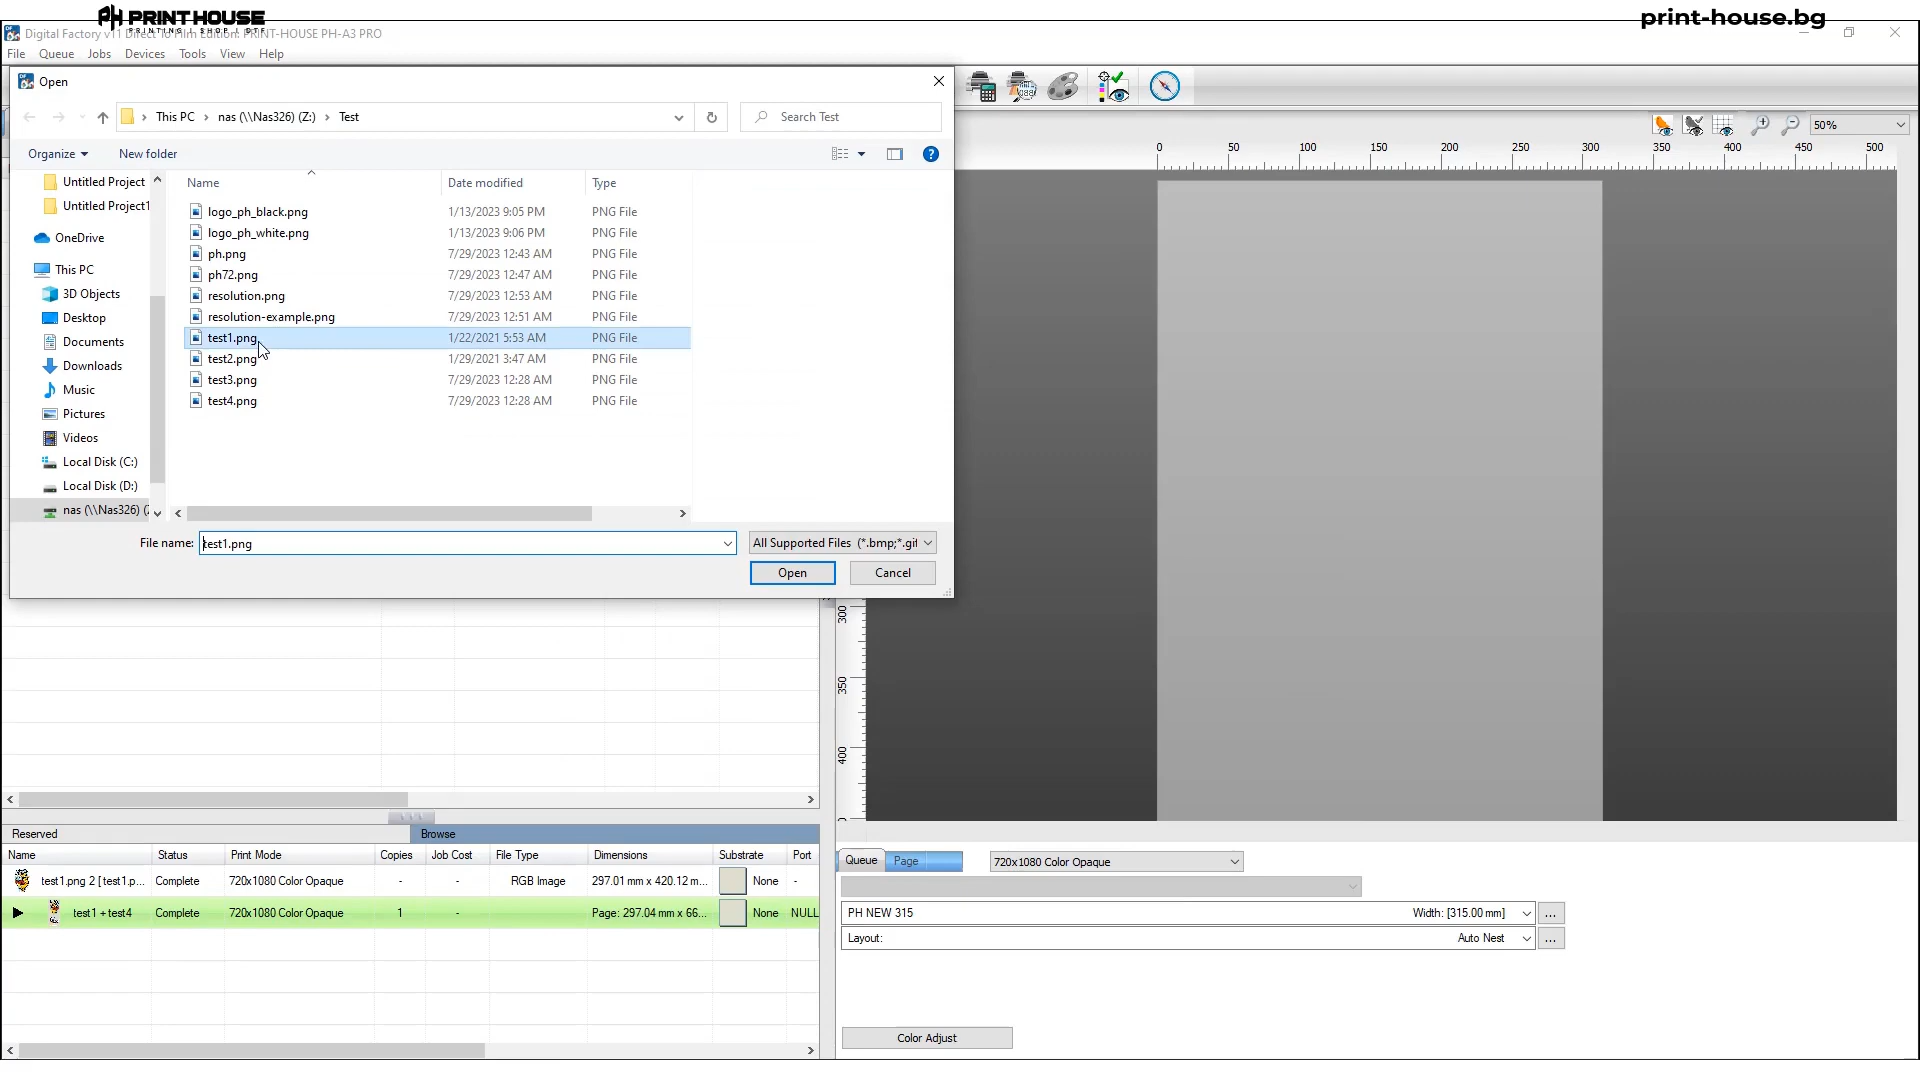 PRINT HOUSE
PRINTING | SHOP | DTF
print-house.bg
Digital Factory v11 Direct To Film Edition: PRINT-HOUSE PH-A3 PRO
File Queue Jobs Devices Tools View Help
Open
This PC > nas (\\Nas326) (Z:) > Test
Search Test
Organize New folder
50%
0 50 100 150 200 250 300 350 400 450 500
Untitled Project
Untitled Project1
OneDrive
This PC
3D Objects
Desktop
Documents
Downloads
Music
Pictures
Videos
Local Disk (C:)
Local Disk (D:)
nas (\\Nas326) (Z
Name Date modified Type
logo_ph_black.png 1/13/2023 9:05 PM PNG File
logo_ph_white.png 1/13/2023 9:06 PM PNG File
ph.png 7/29/2023 12:43 AM PNG File
ph72.png 7/29/2023 12:47 AM PNG File
resolution.png 7/29/2023 12:53 AM PNG File
resolution-example.png 7/29/2023 12:51 AM PNG File
test1.png 1/22/2021 5:53 AM PNG File
test2.png 1/29/2021 3:47 AM PNG File
test3.png 7/29/2023 12:28 AM PNG File
test4.png 7/29/2023 12:28 AM PNG File
File name: test1.png
All Supported Files (*.bmp;*.gif
Open Cancel
300
350
400
Reserved Browse
Name Status Print Mode Copies Job Cost File Type Dimensions Substrate Port
test1.png 2 [ test1.p... Complete 720x1080 Color Opaque - - RGB Image 297.01 mm x 420.12 m... None -
test1 + test4 Complete 720x1080 Color Opaque 1 - Page: 297.04 mm x 66... None NULL
Queue Page 720x1080 Color Opaque
PH NEW 315 Width: [315.00 mm] ...
Layout: Auto Nest ...
Color Adjust